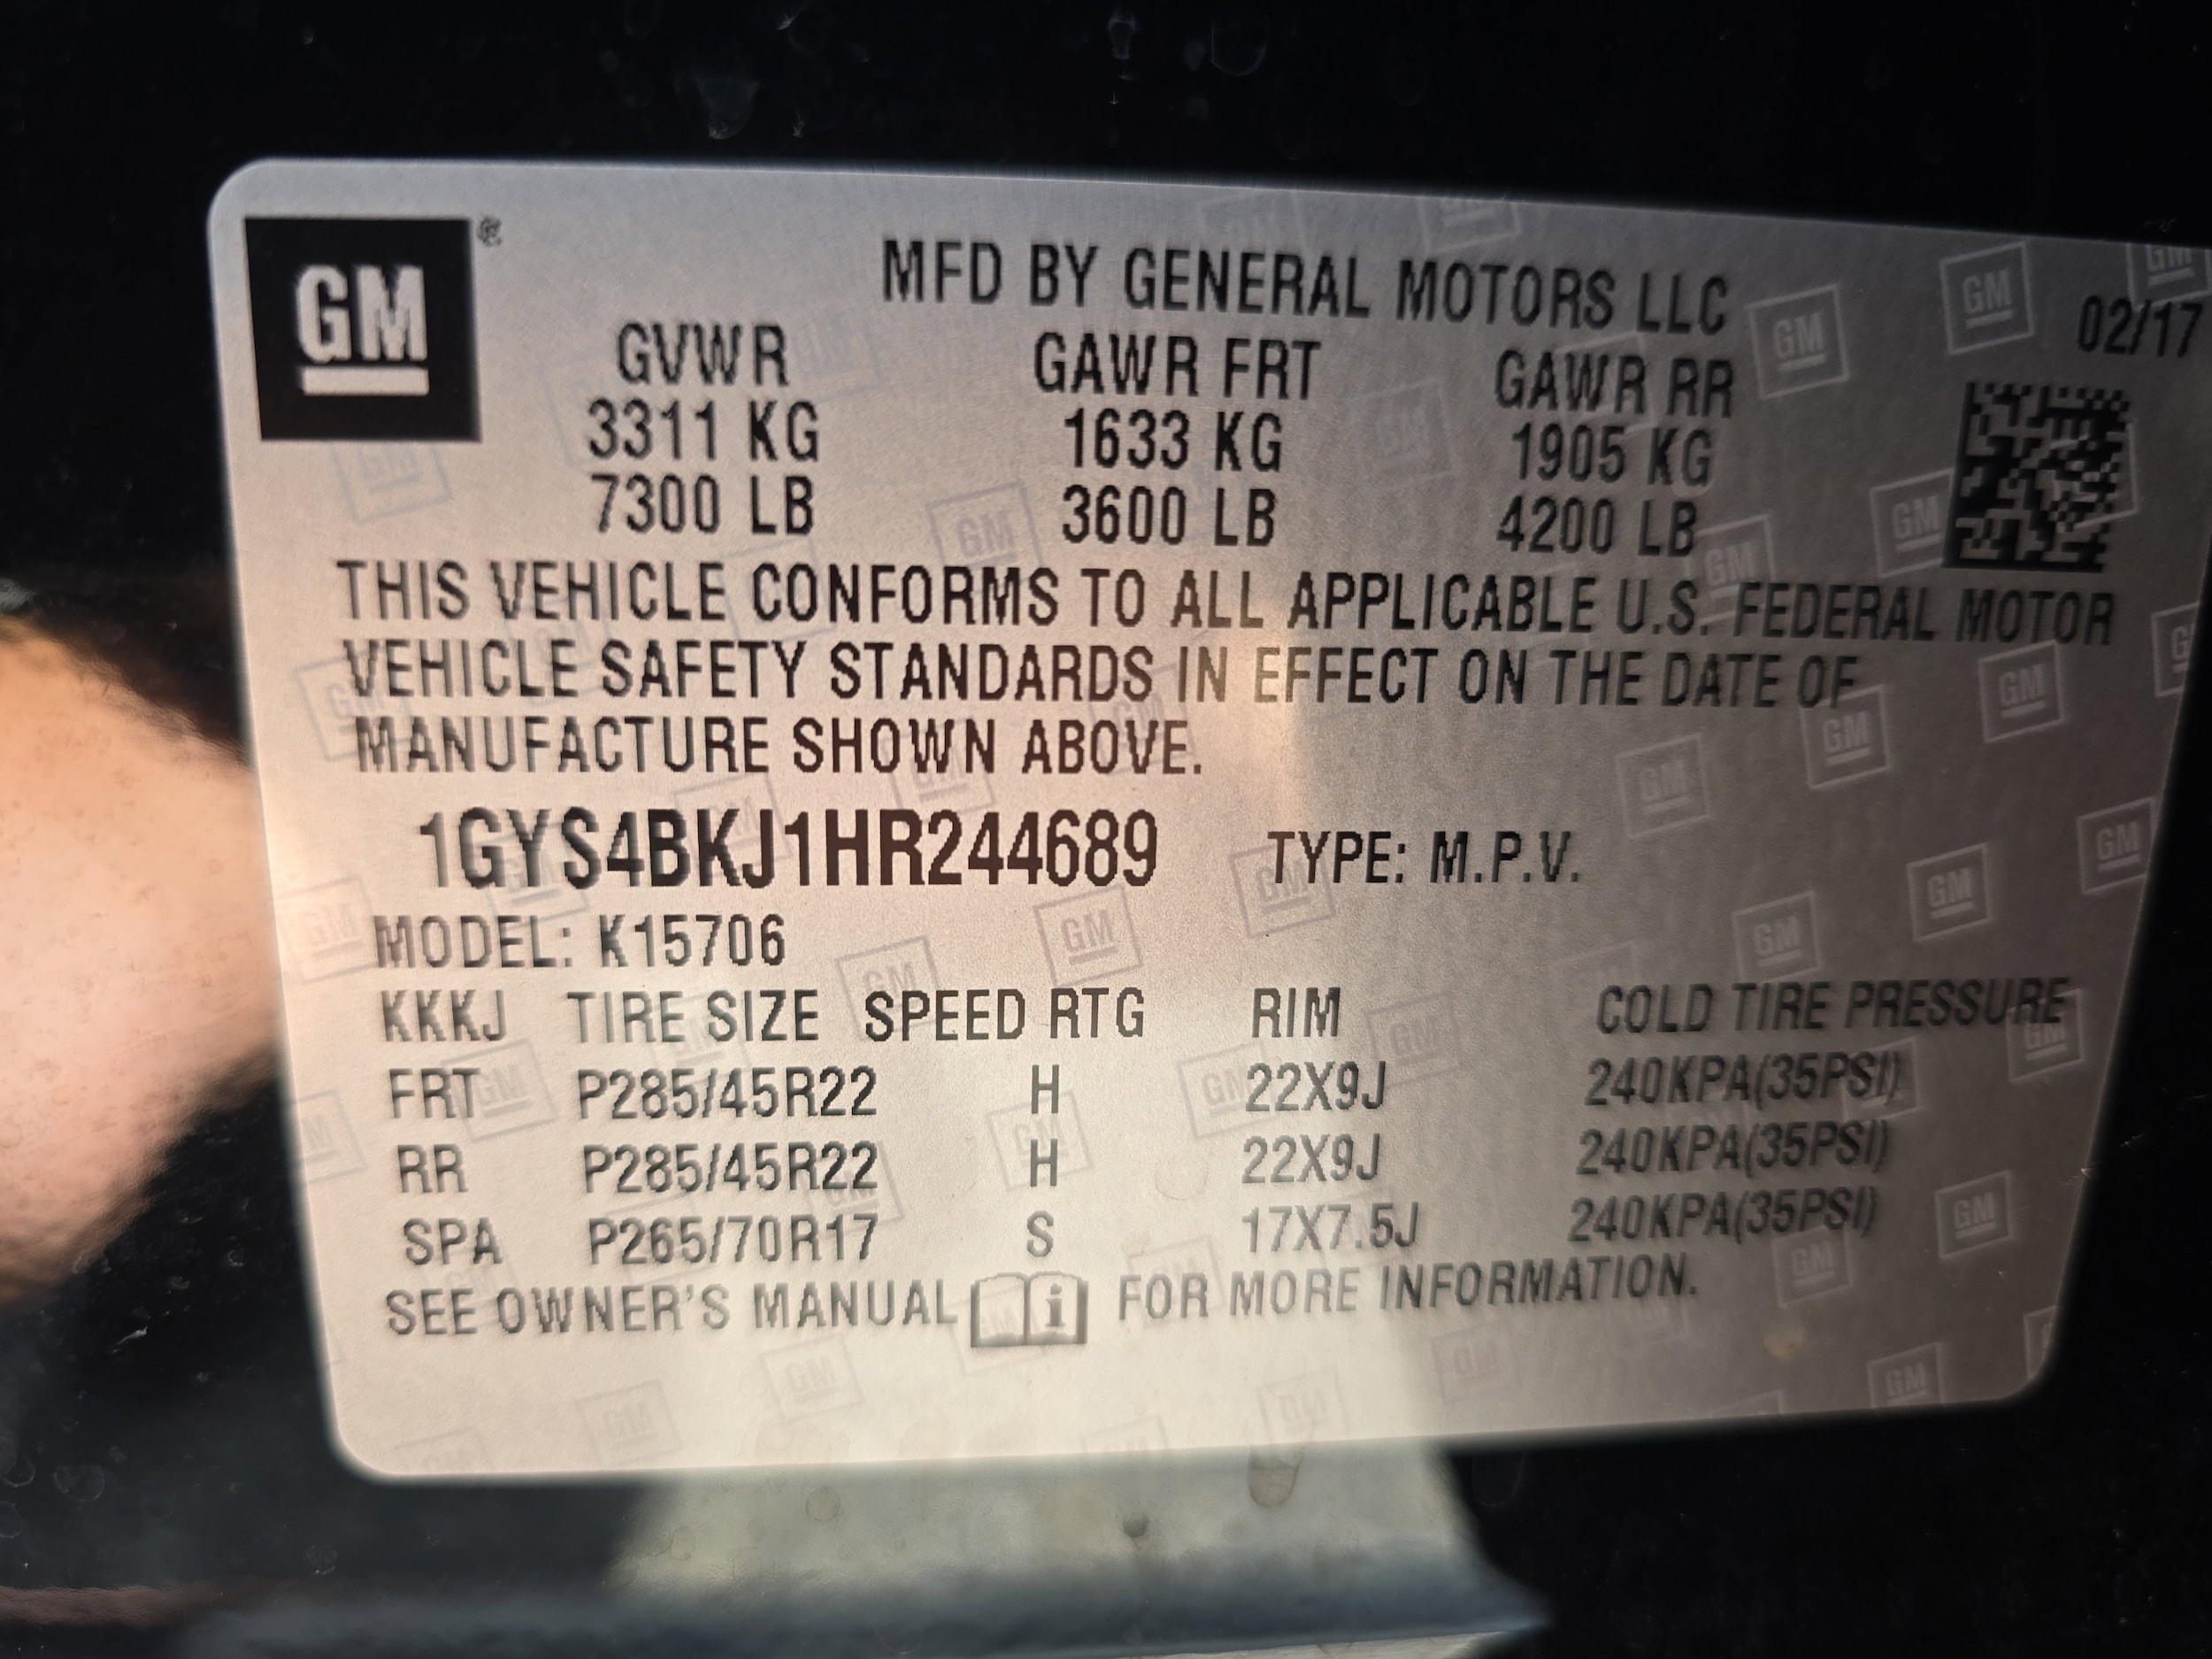 GM
MFD BY GENERAL MOTORS LLC
02/17
GVWR GAWR FRT GAWR RR
3311 KG 1633 KG 1905 KG
7300 LB 3600 LB 4200 LB
THIS VEHICLE CONFORMS TO ALL APPLICABLE U.S. FEDERAL MOTOR
VEHICLE SAFETY STANDARDS IN EFFECT ON THE DATE OF
MANUFACTURE SHOWN ABOVE.
1GYS4BKJ1HR244689 TYPE: M.P.V.
MODEL: K15706
KKKJ TIRE SIZE SPEED RTG RIM COLD TIRE PRESSURE
FRT P285/45R22 H 22X9J 240KPA(35PSI)
RR P285/45R22 H 22X9J 240KPA(35PSI)
SPA P265/70R17 S 17X7.5J 240KPA(35PSI)
SEE OWNER'S MANUAL i FOR MORE INFORMATION.